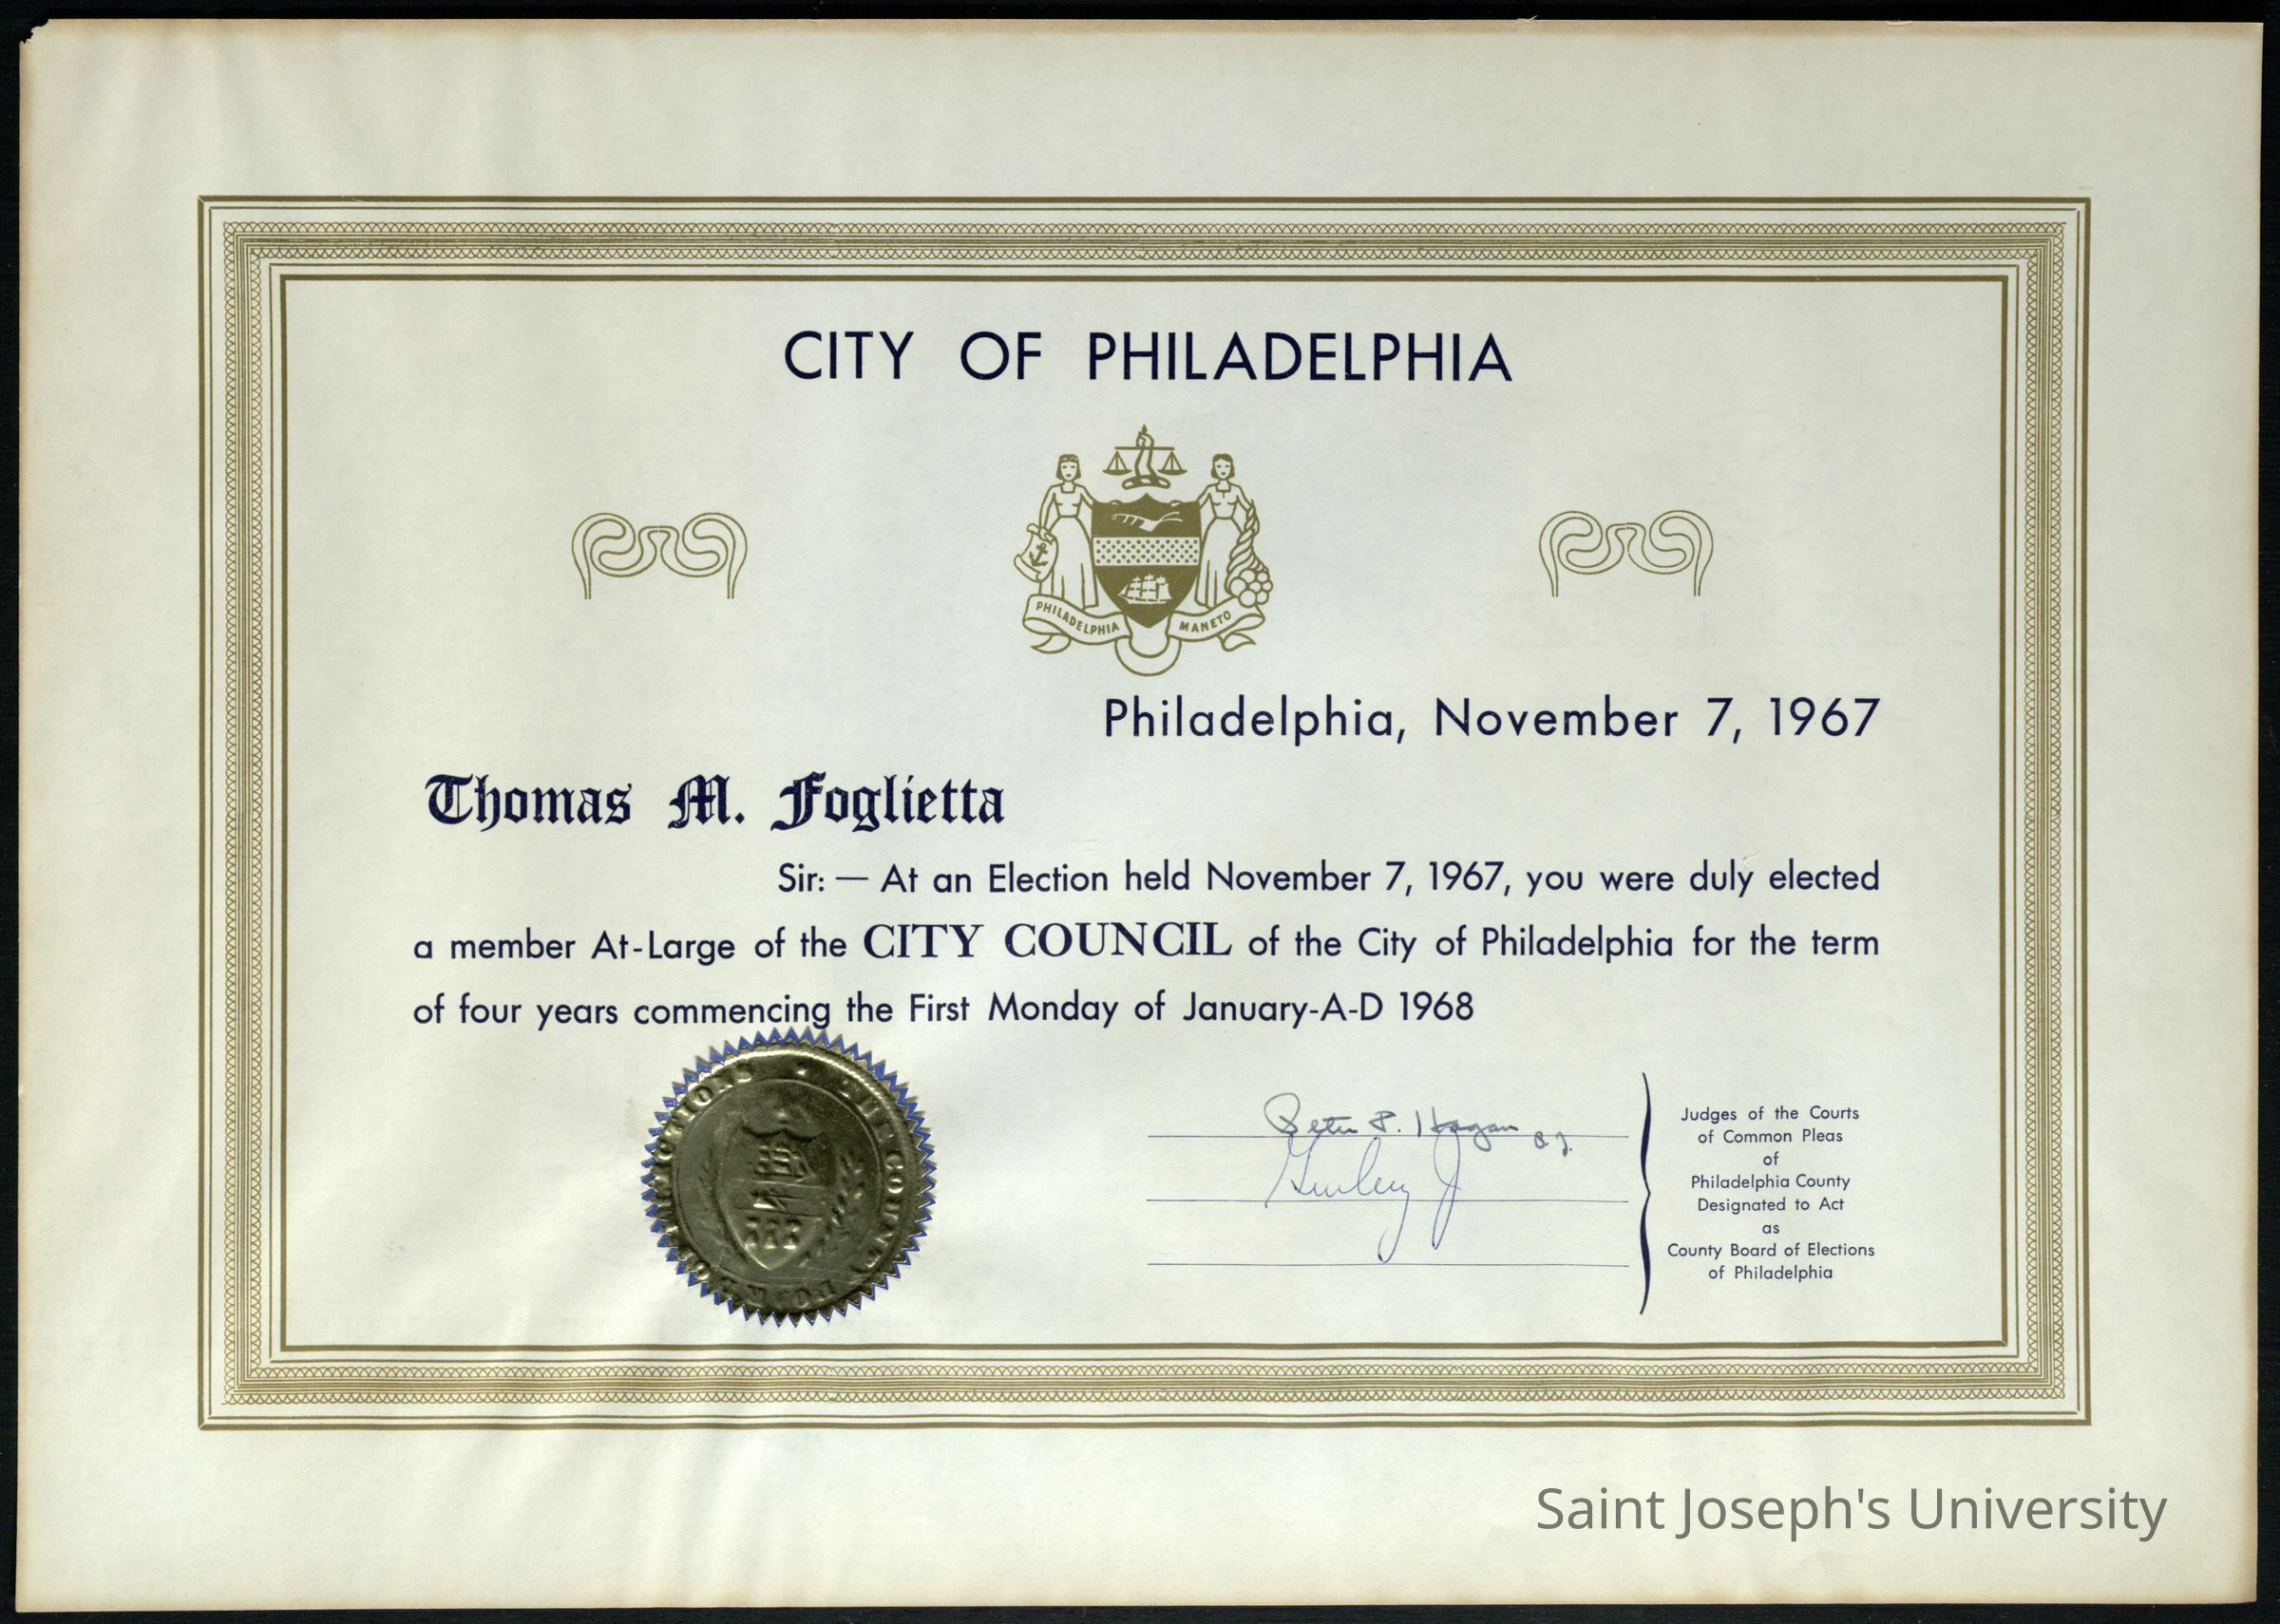 CITY OF PHILADELPHIA
PHILADELPHIA MANETO
Philadelphia, November 7, 1967
Thomas M. Foglietta
Sir: — At an Election held November 7, 1967, you were duly elected
a member At-Large of the CITY COUNCIL of the City of Philadelphia for the term
of four years commencing the First Monday of January-A-D 1968
Peter F. Hagan
Judges of the Courts
of Common Pleas
of
Philadelphia County
Designated to Act
as
County Board of Elections
of Philadelphia
Saint Joseph's University